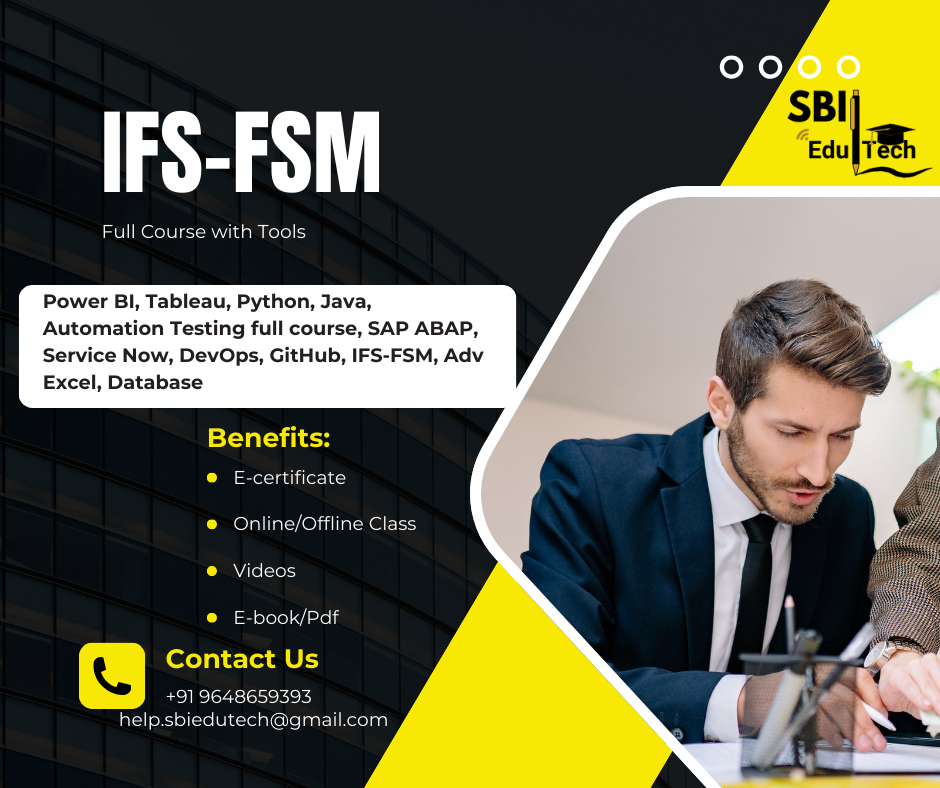 SBI
Edu Tech
IFS-FSM
Full Course with Tools
Power BI, Tableau, Python, Java,
Automation Testing full course, SAP ABAP,
Service Now, DevOps, GitHub, IFS-FSM, Adv
Excel, Database
Benefits:
E-certificate
Online/Offline Class
Videos
E-book/Pdf
Contact Us
+91 9648659393
help.sbiedutech@gmail.com